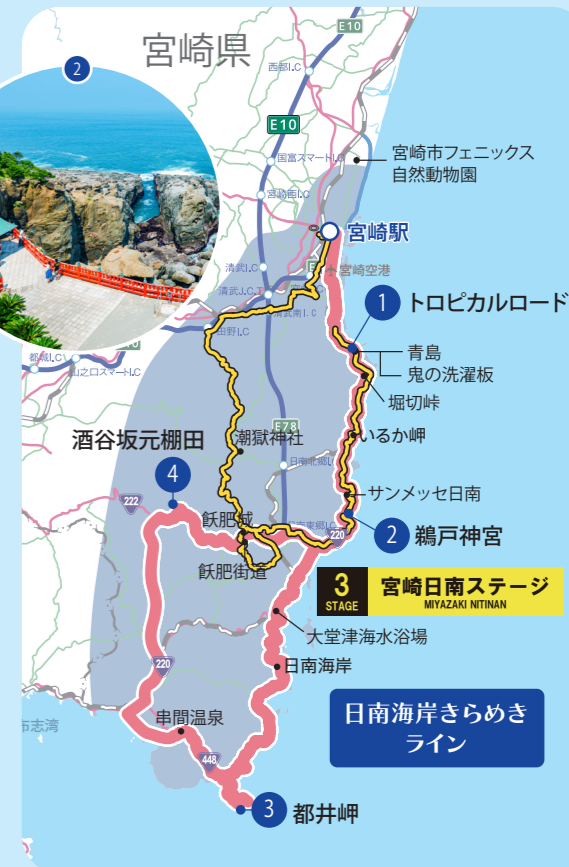 宮崎県
2
E10
西都I.C
E10
国富スマートI.C
宮崎市フェニックス
自然動物園
宮崎西I.C
宮崎駅
清武I.C
宮崎空港
清武J.C.T
清武南I.C
1 トロピカルロード
田野I.C
都城I.C
山之口スマートI.C
青島
鬼の洗濯板
堀切峠
E78
酒谷坂元棚田
潮嶽神社
いるか岬
日南北郷I.C
4
222
サンメッセ日南
飫肥城
日南東郷I.C
220
2 鵜戸神宮
飫肥街道
3
STAGE
宮崎日南ステージ
MIYAZAKI NITINAN
大堂津海水浴場
220
日南海岸
日南海岸きらめき
ライン
串間温泉
布志湾
448
3 都井岬